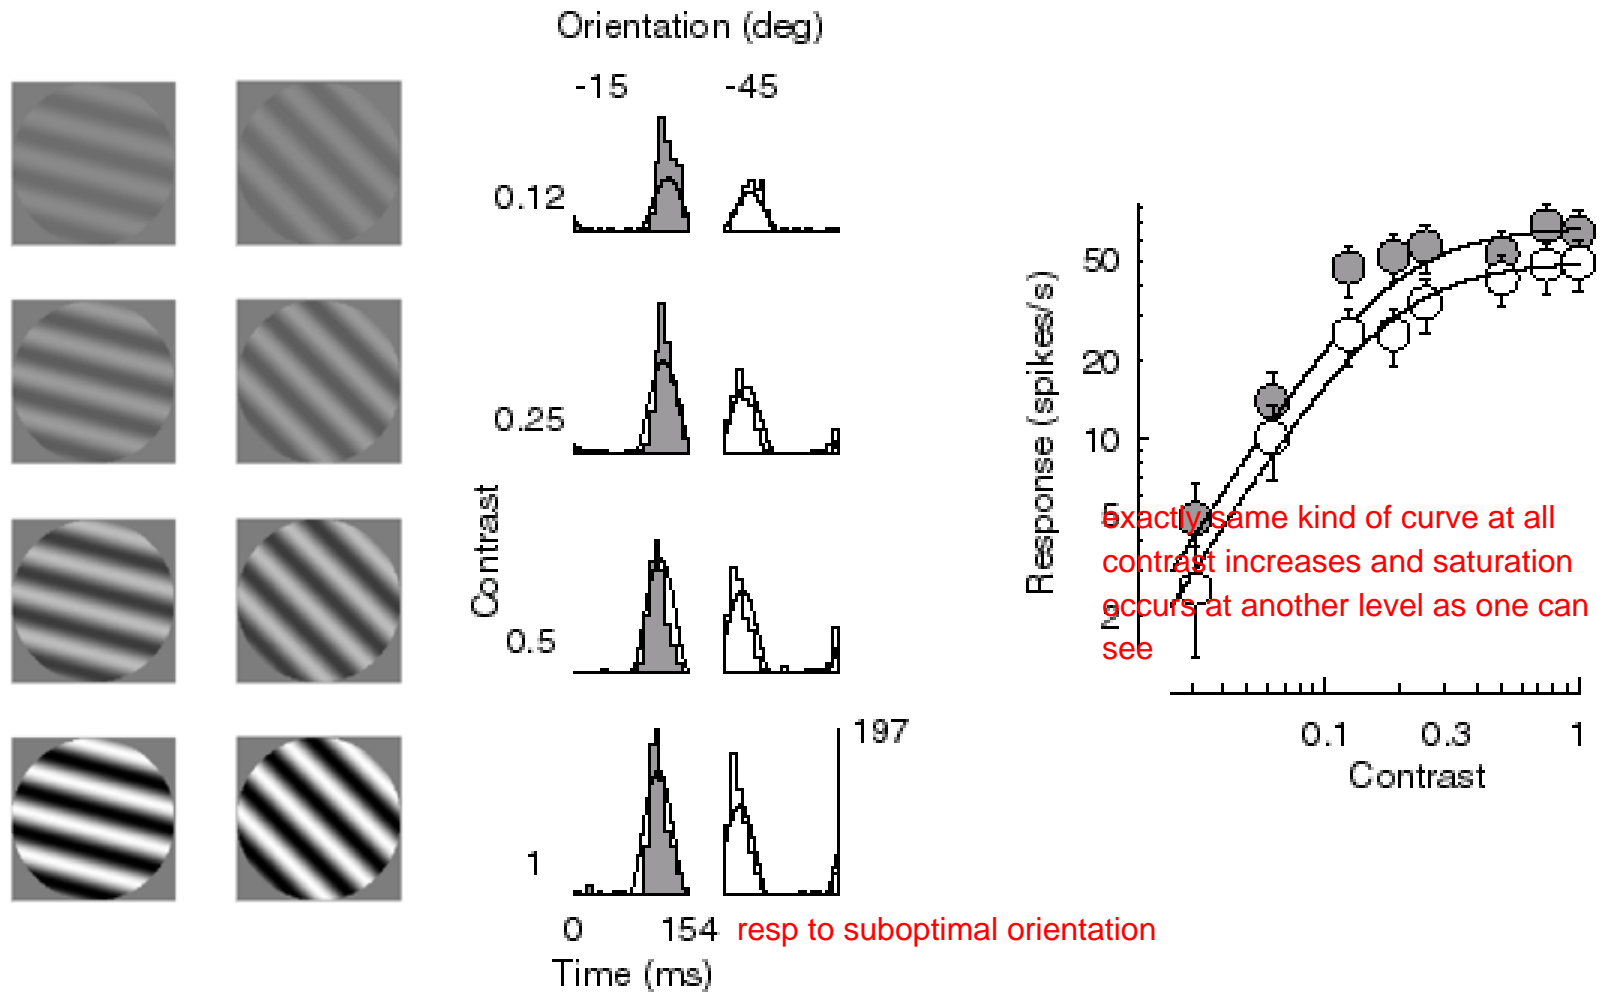 Orientation (deg)
-15 -45
0.12
0.25
0.5
1
Contrast
197
0 154
Time (ms)
resp to suboptimal orientation
Response (spikes/s)
50
20
10
5
2
exactly same kind of curve at all
contrast increases and saturation
occurs at another level as one can
see
0.1 0.3 1
Contrast